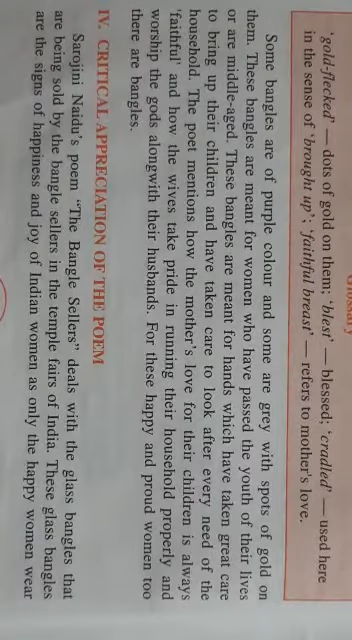 Glossary
'gold-flecked' — dots of gold on them; 'blest' — blessed; 'cradled' — used here
in the sense of 'brought up'; 'faithful breast' — refers to mother's love.
Some bangles are of purple colour and some are grey with spots of gold on
them. These bangles are meant for women who have passed the youth of their lives
or are middle-aged. These bangles are meant for hands which have taken great care
to bring up their children and have taken care to look after every need of the
household. The poet mentions how the mother's love for their children is always
'faithful' and how the wives take pride in running their household properly and
worship the gods alongwith their husbands. For these happy and proud women too
there are bangles.
IV. CRITICAL APPRECIATION OF THE POEM
Sarojini Naidu's poem "The Bangle Sellers" deals with the glass bangles that
are being sold by the bangle sellers in the temple fairs of India. These glass bangles
are the signs of happiness and joy of Indian women as only the happy women wear